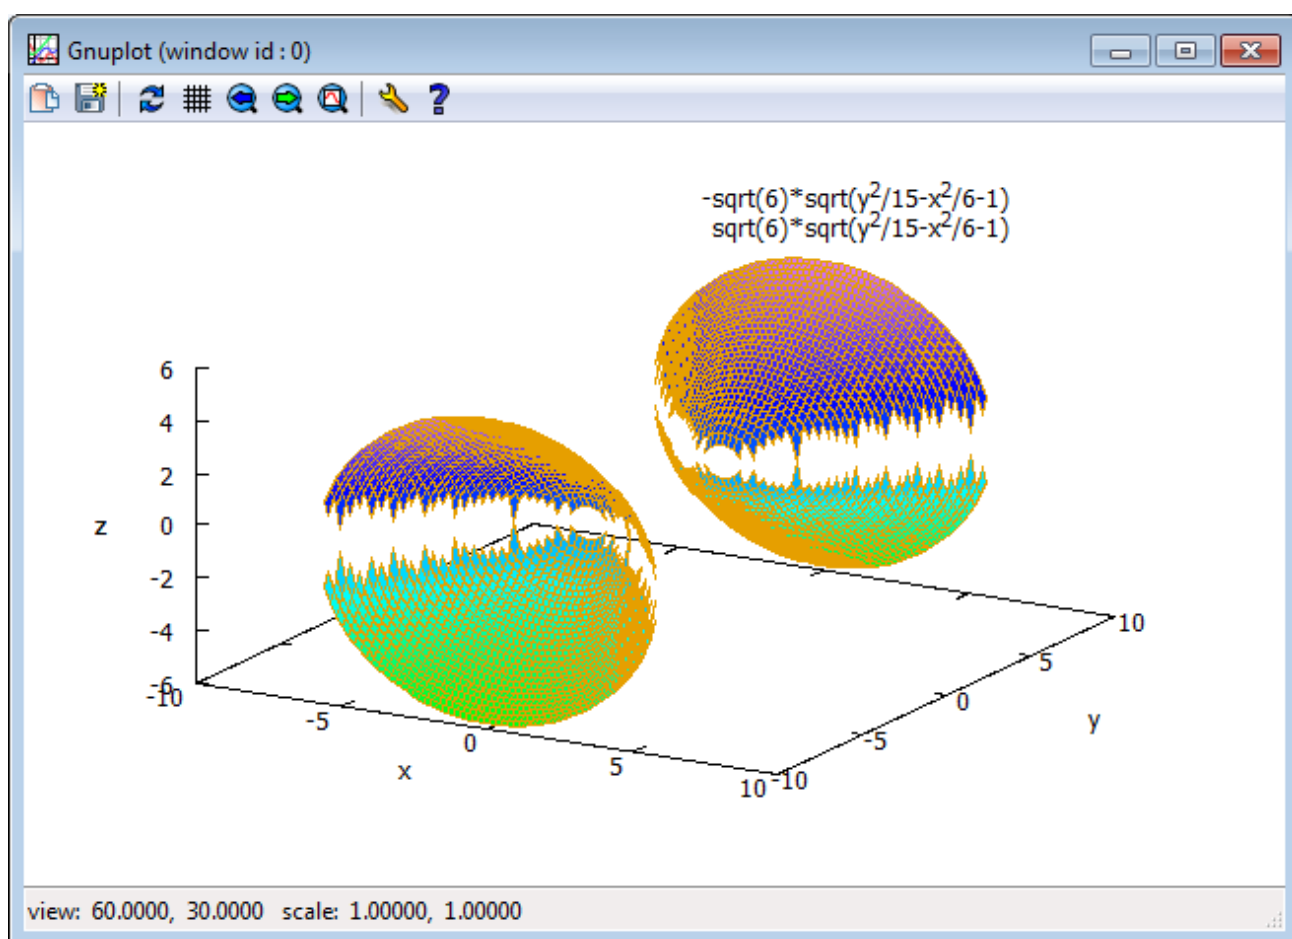 Gnuplot (window id : 0)
-sqrt(6)*sqrt(y²/15-x²/6-1)
sqrt(6)*sqrt(y²/15-x²/6-1)
6
4
2
z
0
-2
-4
-6
-10
-5
0
5
10
x
-10
-5
0
5
10
y
view: 60.0000, 30.0000 scale: 1.00000, 1.00000